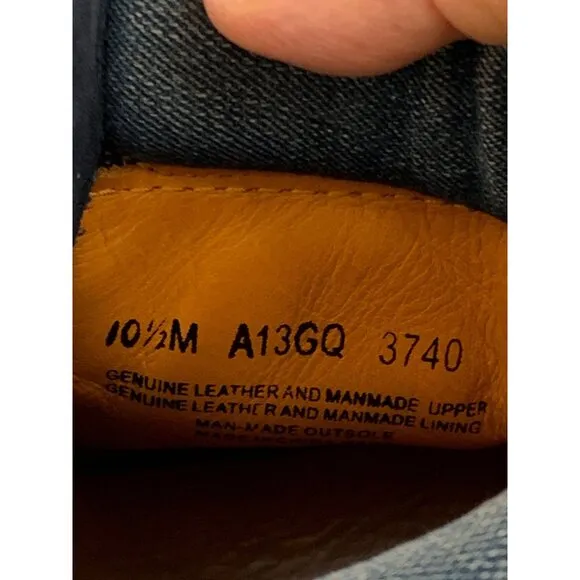 10½M A13GQ 3740
GENUINE LEATHER AND MANMADE UPPER
GENUINE LEATHER AND MANMADE LINING
MAN-MADE OUTSOLE